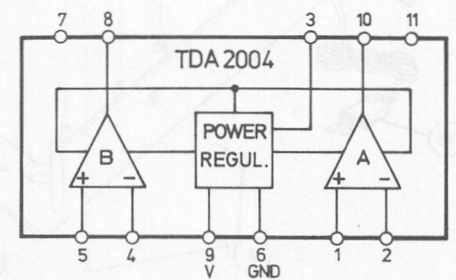 7 8 3 10 11
TDA 2004
POWER
REGUL.
B A
+ - + -
5 4 9 6 1 2
V GND